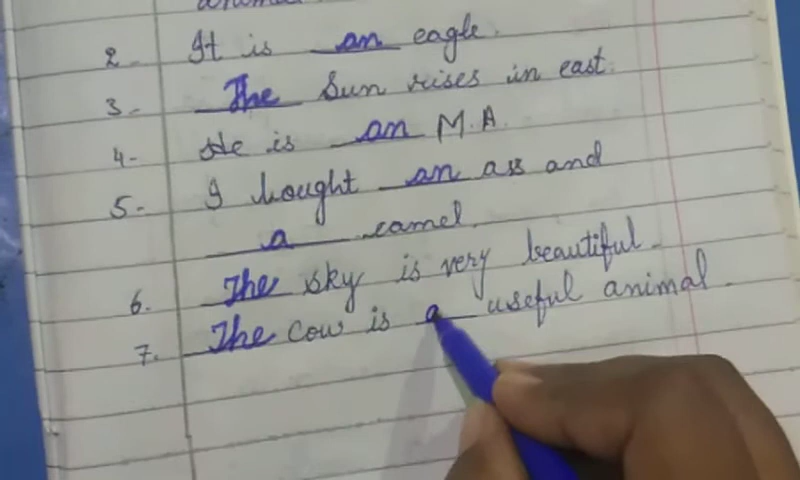 2. It is an eagle.
3. The Sun rises in east.
4. He is an M.A.
5. I bought an ass and
a camel.
6. The sky is very beautiful.
7. The cow is a useful animal.